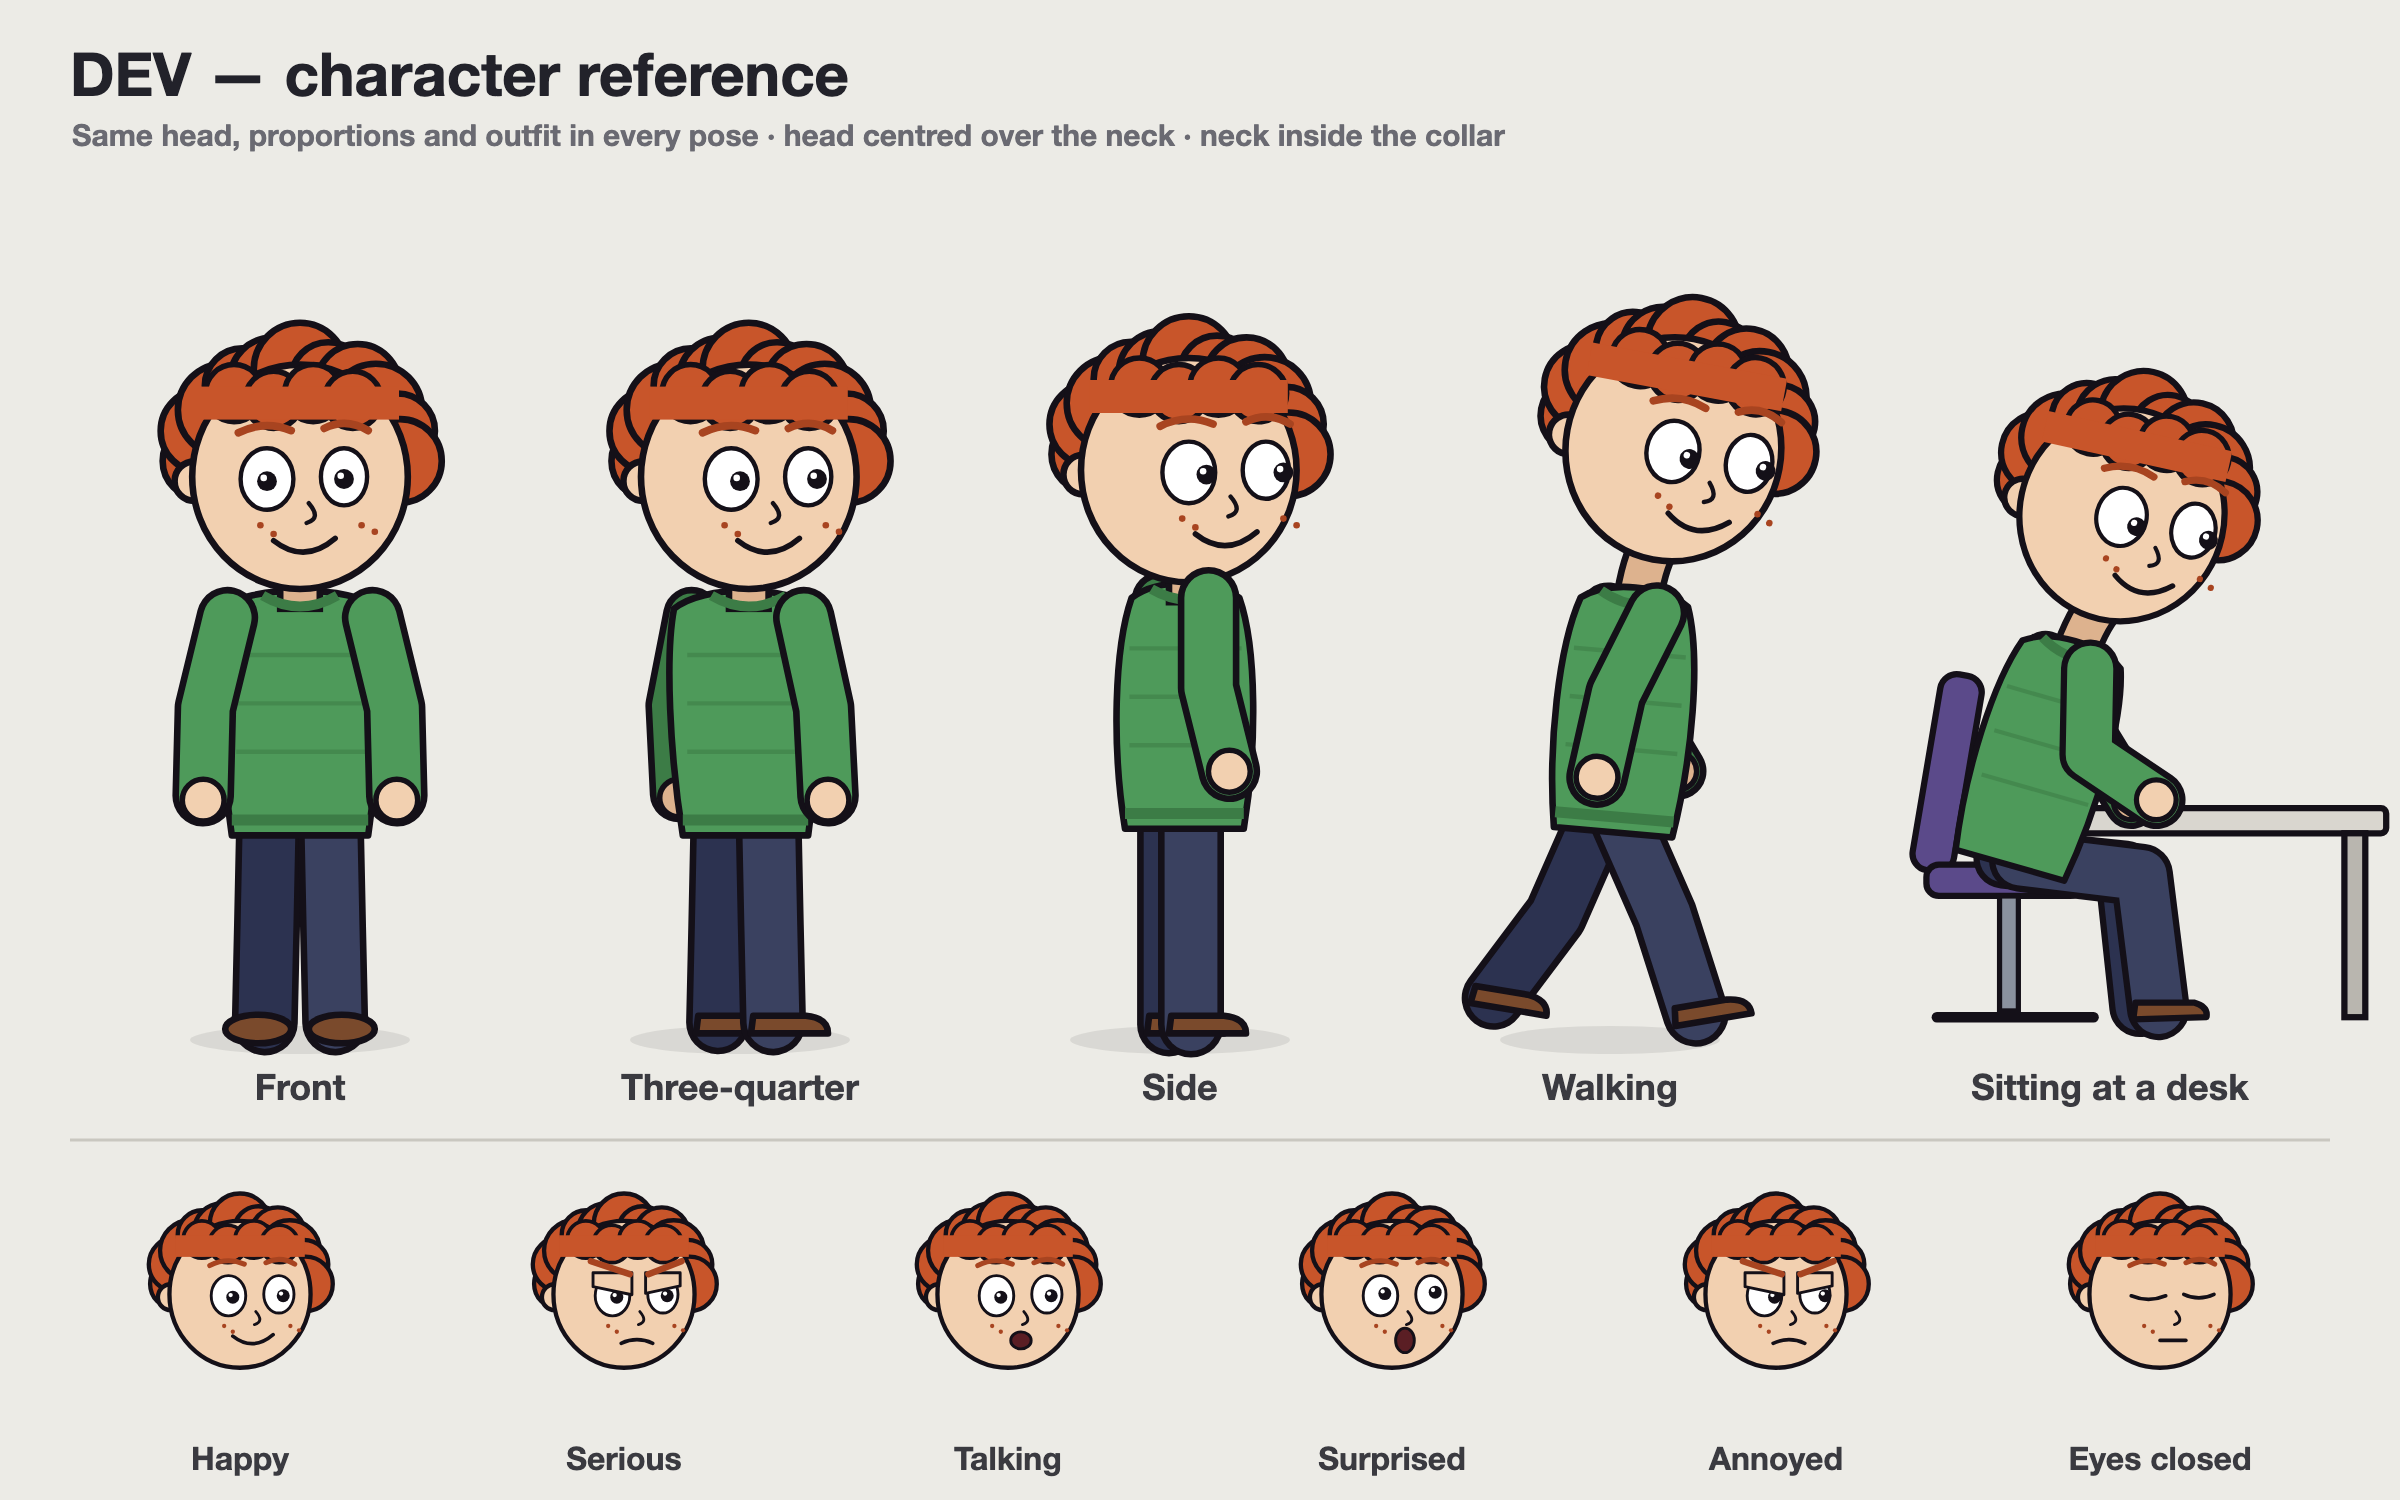 DEV — character reference
Same head, proportions and outfit in every pose · head centred over the neck · neck inside the collar
Front
Three-quarter
Side
Walking
Sitting at a desk
Happy
Serious
Talking
Surprised
Annoyed
Eyes closed